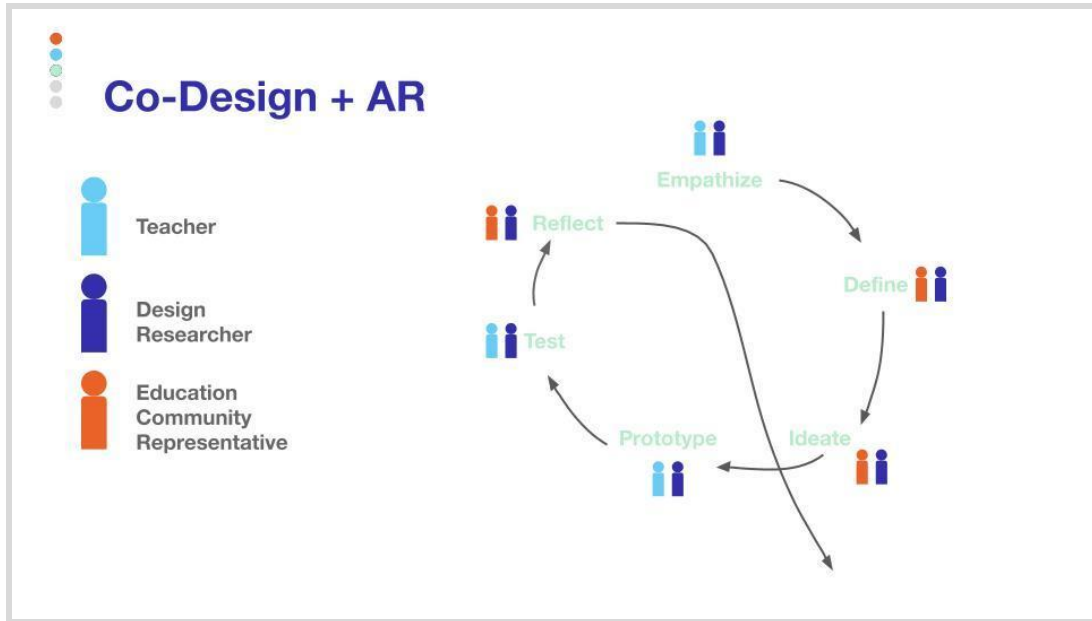 Co-Design + AR
Teacher
Design
Researcher
Education
Community
Representative
Empathize
Reflect
Define
Test
Prototype
Ideate